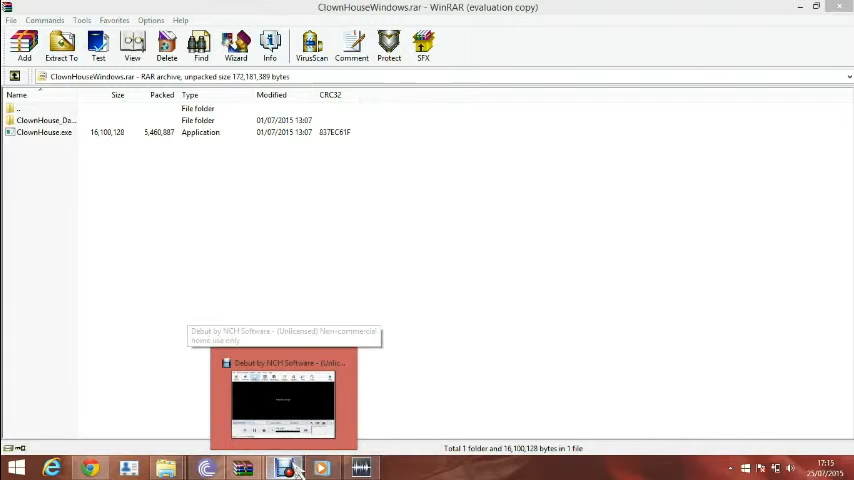 ClownHouseWindows.rar - WinRAR (evaluation copy)
File Commands Tools Favorites Options Help
Add Extract To Test View Delete Find Wizard Info VirusScan Comment Protect SFX
ClownHouseWindows.rar - RAR archive, unpacked size 172,181,389 bytes
Name Size Packed Type Modified CRC32
.. File folder
ClownHouse_Da... File folder 01/07/2015 13:07
ClownHouse.exe 16,100,128 5,460,887 Application 01/07/2015 13:07 837EC61F
Debut by NCH Software - (Unlicensed) Non-commercial
home use only
Debut by NCH Software - (Unlic...
Total 1 folder and 16,100,128 bytes in 1 file
17:15
25/07/2015